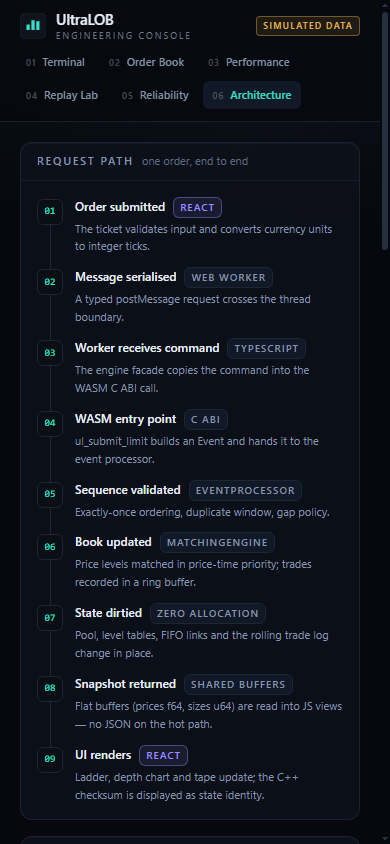 UltraLOB
ENGINEERING CONSOLE
SIMULATED DATA
01 Terminal
02 Order Book
03 Performance
04 Replay Lab
05 Reliability
06 Architecture
REQUEST PATH one order, end to end
01 Order submitted REACT
The ticket validates input and converts currency units
to integer ticks.
02 Message serialised WEB WORKER
A typed postMessage request crosses the thread
boundary.
03 Worker receives command TYPESCRIPT
The engine facade copies the command into the
WASM C ABI call.
04 WASM entry point C ABI
ul_submit_limit builds an Event and hands it to the
event processor.
05 Sequence validated EVENTPROCESSOR
Exactly-once ordering, duplicate window, gap policy.
06 Book updated MATCHINGENGINE
Price levels matched in price-time priority; trades
recorded in a ring buffer.
07 State dirtied ZERO ALLOCATION
Pool, level tables, FIFO links and the rolling trade log
change in place.
08 Snapshot returned SHARED BUFFERS
Flat buffers (prices f64, sizes u64) are read into JS views
— no JSON on the hot path.
09 UI renders REACT
Ladder, depth chart and tape update; the C++
checksum is displayed as state identity.